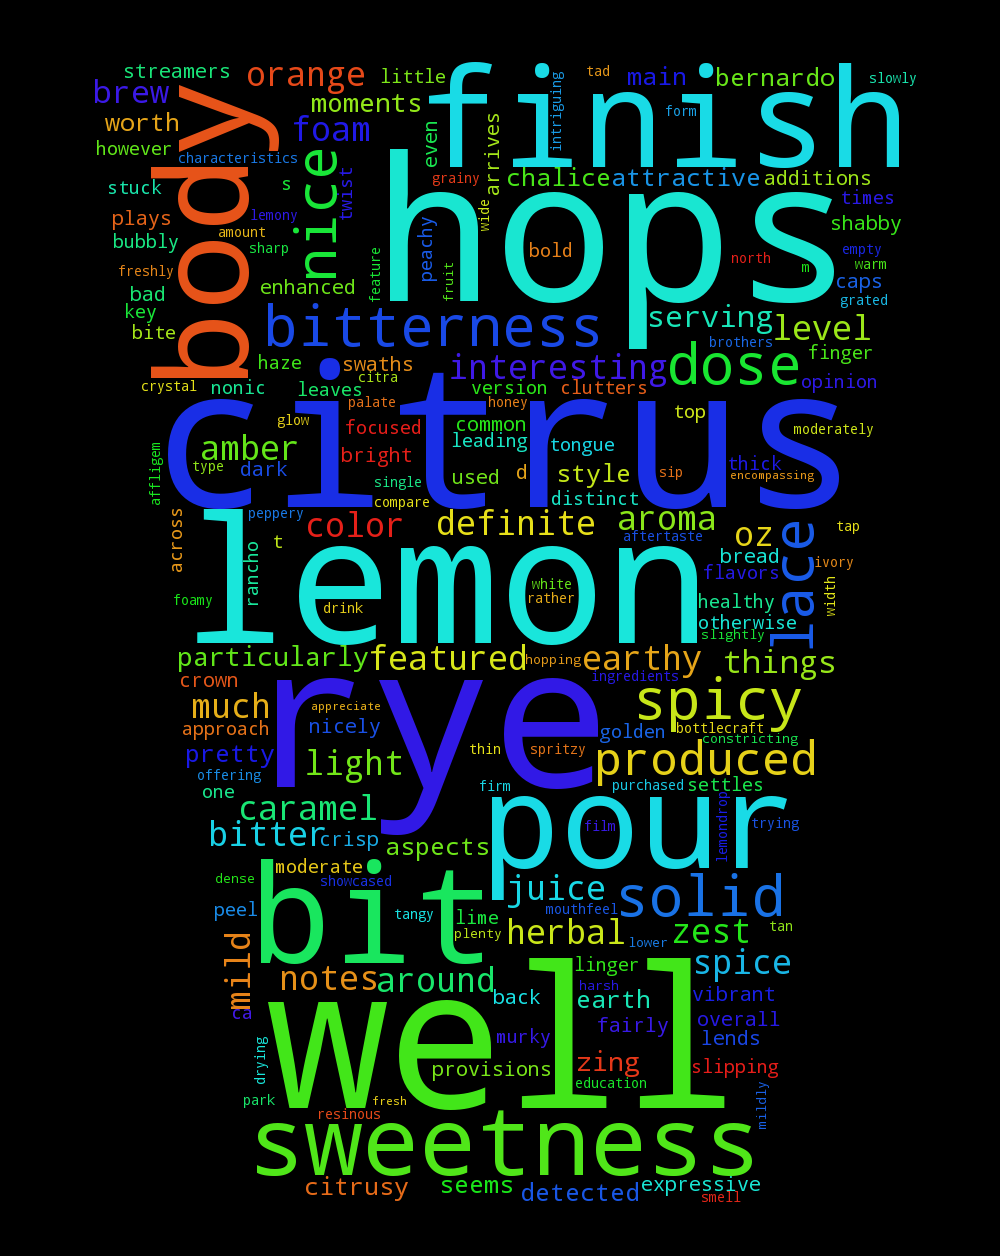 streamers orange little finish tad main bernardo slowly
brew body moments intriguing form
worth foam even arrives
however characteristics nice hops grainy chalice attractive additions
stuck s twist wide times
plays lemony peachy shabby
bubbly amount sharp feature fruit bold north m empty warm
freshly enhanced caps
bad grated
key bitterness serving level
bite brothers
haze swaths interesting dose finger
crystal nonic leaves citra version clutters opinion
citrus palate honey top
glow focused common moderately
affligem amber bright leading tongue
type dark used d style sip thick encompassing
single compare distinct
across peppery color definite aroma oz lace tap
t lemon aftertaste bread
rancho flavors ivory
foamy drink white rather healthy width
otherwise
slightly
particularly featured hopping earthy things
crown rye ingredients
much appreciate spicy
approach nicely golden bottlecraft
pretty thin spritzy constricting
light produced
offering firm purchased settles
one pour
caramel film lemondrop trying
bitter crisp aspects
bit moderate
dense showcased juice solid
peel tangy lime mouthfeel
plenty herbal lower zest tan
mild notes around linger spice
ca well back harsh earth vibrant
murky fairly overall
drying zing lends
provisions slipping
education
park fresh mildly
resinous
sweetness
citrusy seems detected expressive
smell